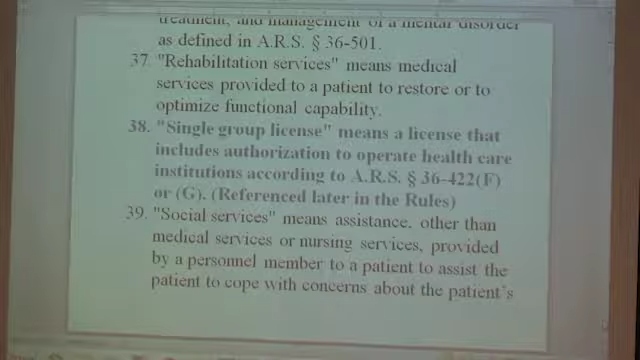 treatment, and management of a mental disorder
as defined in A.R.S. § 36-501.
37. "Rehabilitation services" means medical
services provided to a patient to restore or to
optimize functional capability.
38. "Single group license" means a license that
includes authorization to operate health care
institutions according to A.R.S. § 36-422(F)
or (G). (Referenced later in the Rules)
39. "Social services" means assistance, other than
medical services or nursing services, provided
by a personnel member to a patient to assist the
patient to cope with concerns about the patient's